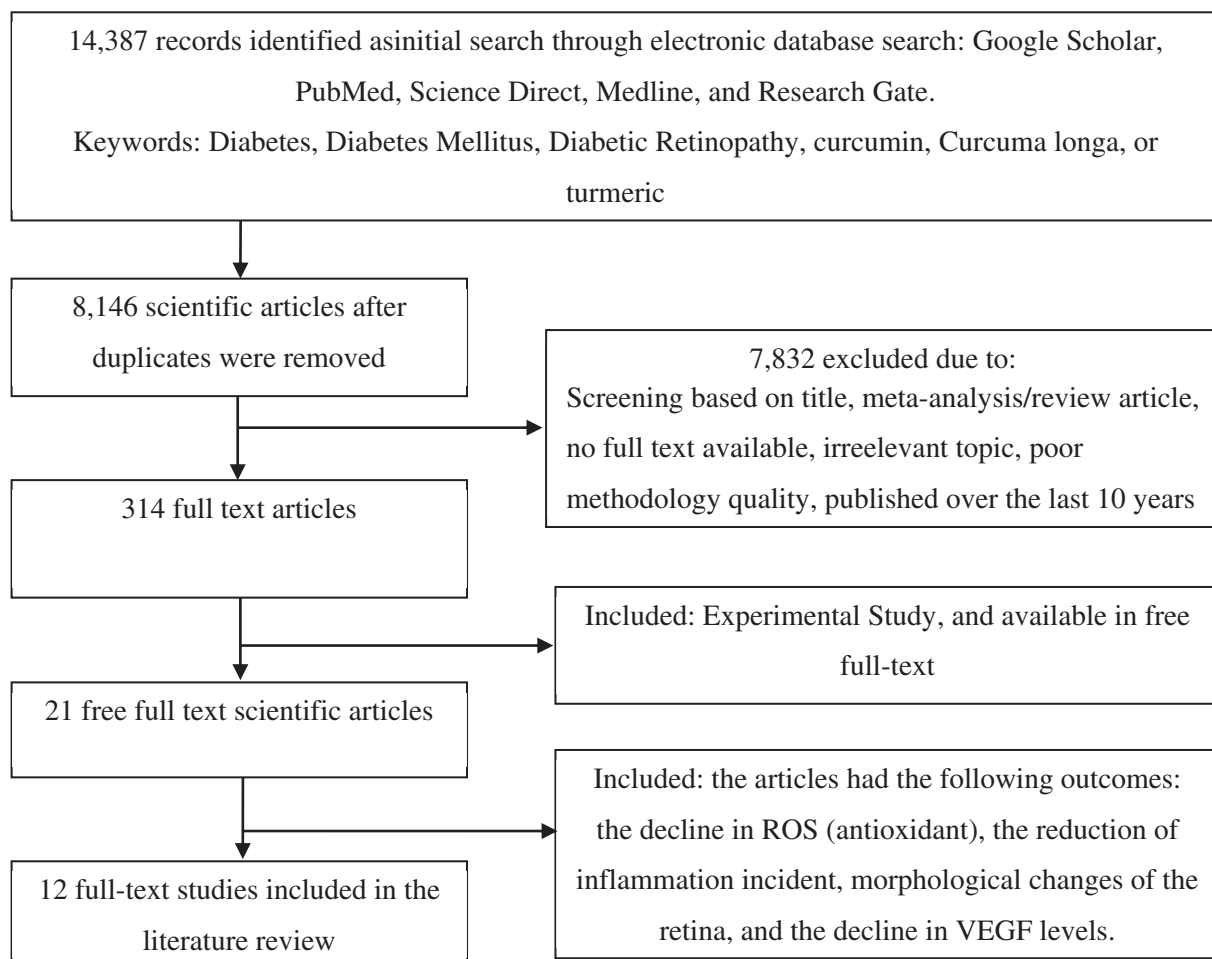 14,387 records identified asinitial search through electronic database search: Google Scholar,
PubMed, Science Direct, Medline, and Research Gate.
Keywords: Diabetes, Diabetes Mellitus, Diabetic Retinopathy, curcumin, Curcuma longa, or
turmeric
8,146 scientific articles after
duplicates were removed
7,832 excluded due to:
Screening based on title, meta-analysis/review article,
no full text available, irreelevant topic, poor
methodology quality, published over the last 10 years
314 full text articles
Included: Experimental Study, and available in free
full-text
21 free full text scientific articles
Included: the articles had the following outcomes:
the decline in ROS (antioxidant), the reduction of
inflammation incident, morphological changes of the
retina, and the decline in VEGF levels.
12 full-text studies included in the
literature review